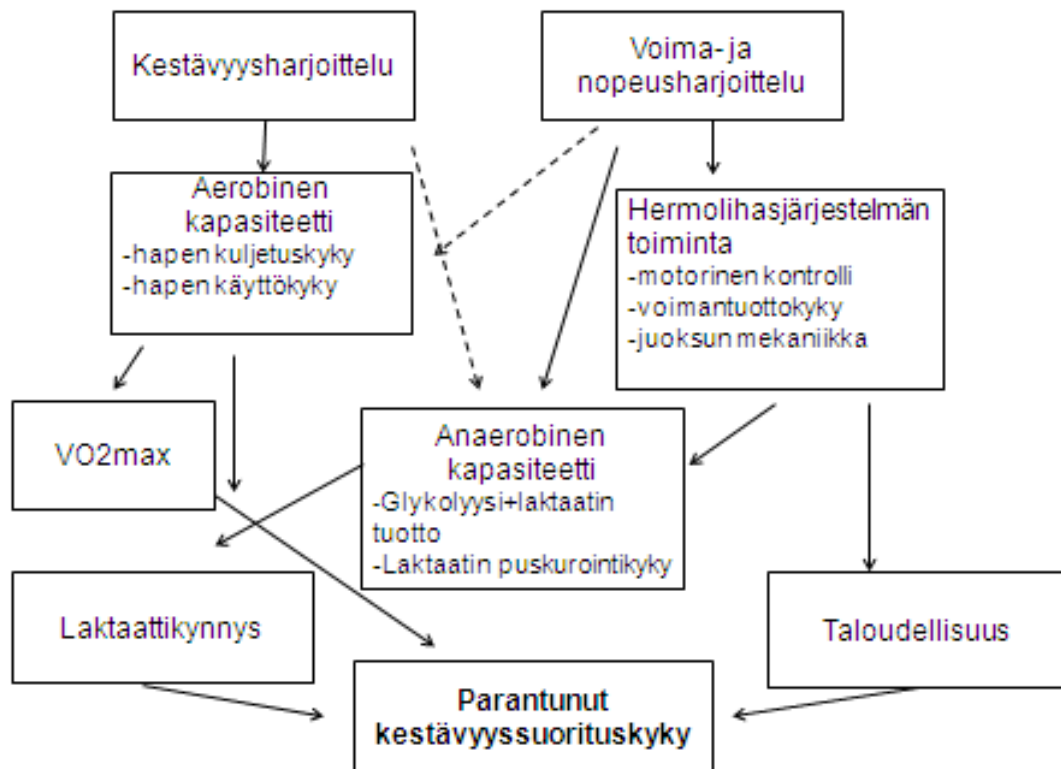 Kestävyysharjoittelu
Voima- ja
nopeusharjoittelu
Aerobinen
kapasiteetti
-hapen kuljetuskyky
-hapen käyttökyky
Hermolihasjärjestelmän
toiminta
-motorinen kontrolli
-voimantuottokyky
-juoksun mekaniikka
VO2max
Anaerobinen
kapasiteetti
-Glykolyysi+laktaatin
tuotto
-Laktaatin puskurointikyky
Laktaattikynnys
Taloudellisuus
Parantunut
kestävyyssuorituskyky